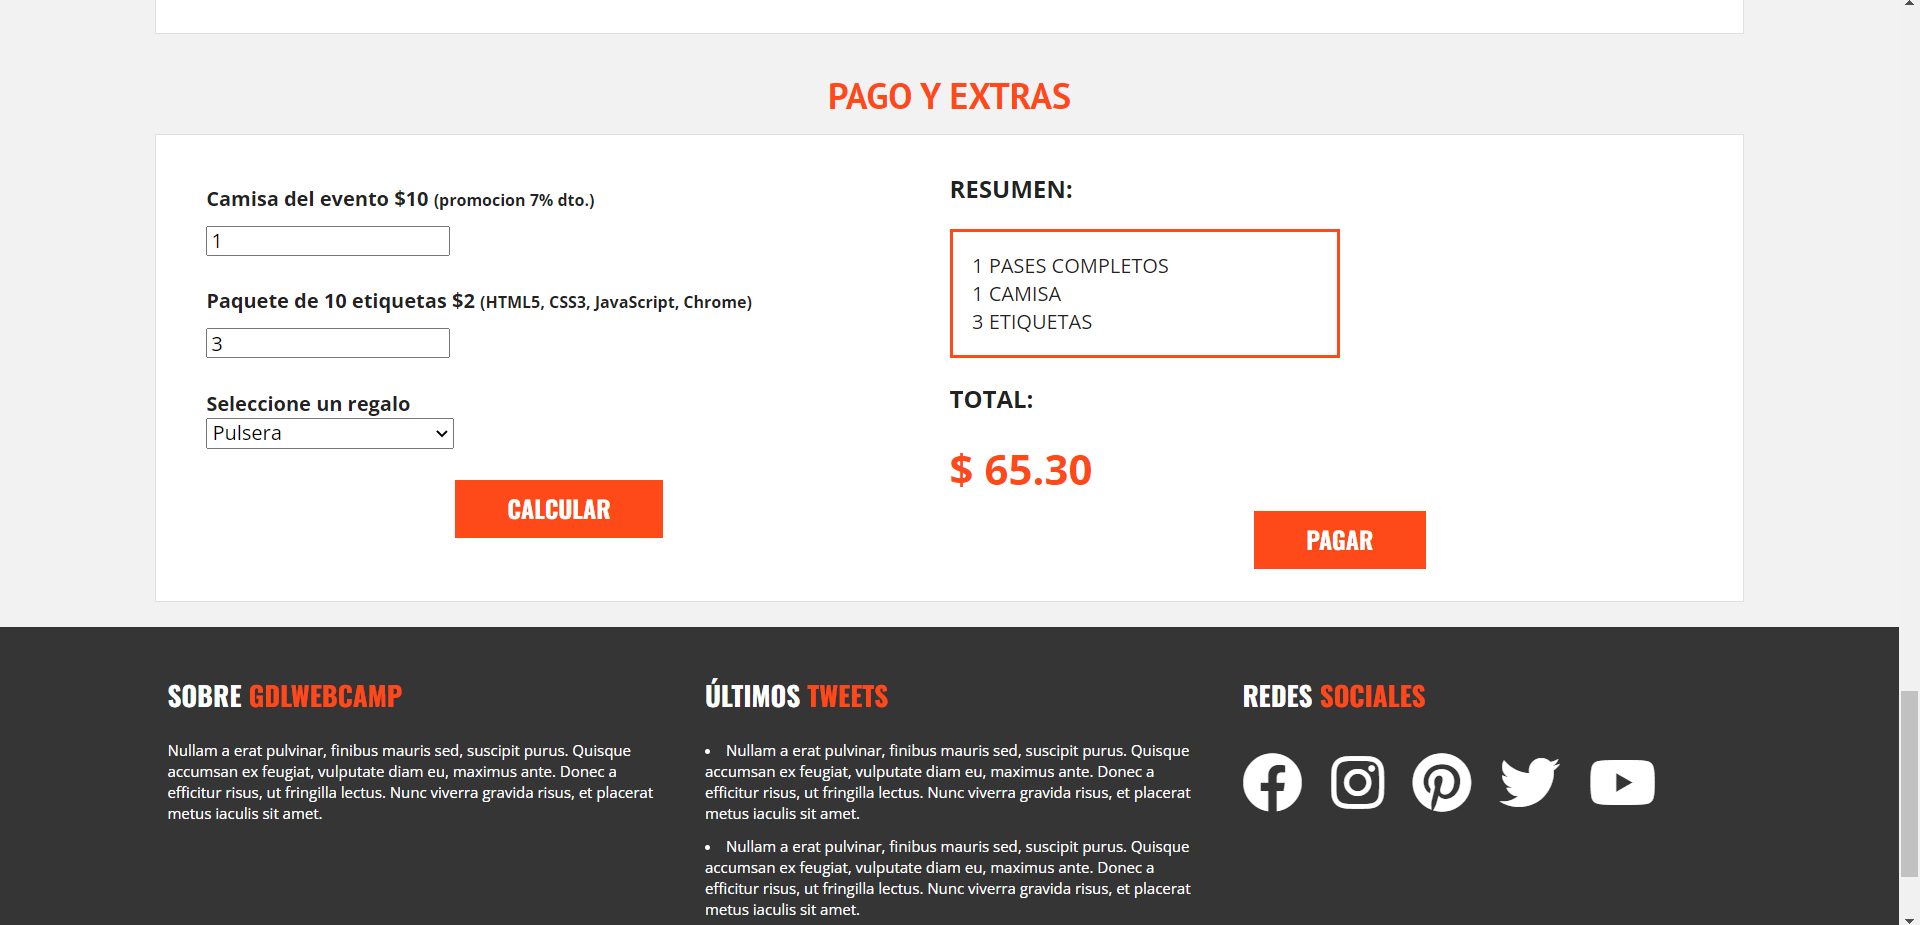 PAGO Y EXTRAS
Camisa del evento $10 (promocion 7% dto.)
1
Paquete de 10 etiquetas $2 (HTML5, CSS3, JavaScript, Chrome)
3
Seleccione un regalo
Pulsera
CALCULAR
RESUMEN:
1 PASES COMPLETOS
1 CAMISA
3 ETIQUETAS
TOTAL:
$ 65.30
PAGAR
SOBRE GDLWEBCAMP
Nullam a erat pulvinar, finibus mauris sed, suscipit purus. Quisque
accumsan ex feugiat, vulputate diam eu, maximus ante. Donec a
efficitur risus, ut fringilla lectus. Nunc viverra gravida risus, et placerat
metus iaculis sit amet.
ÚLTIMOS TWEETS
• Nullam a erat pulvinar, finibus mauris sed, suscipit purus. Quisque
accumsan ex feugiat, vulputate diam eu, maximus ante. Donec a
efficitur risus, ut fringilla lectus. Nunc viverra gravida risus, et placerat
metus iaculis sit amet.
• Nullam a erat pulvinar, finibus mauris sed, suscipit purus. Quisque
accumsan ex feugiat, vulputate diam eu, maximus ante. Donec a
efficitur risus, ut fringilla lectus. Nunc viverra gravida risus, et placerat
metus iaculis sit amet.
REDES SOCIALES